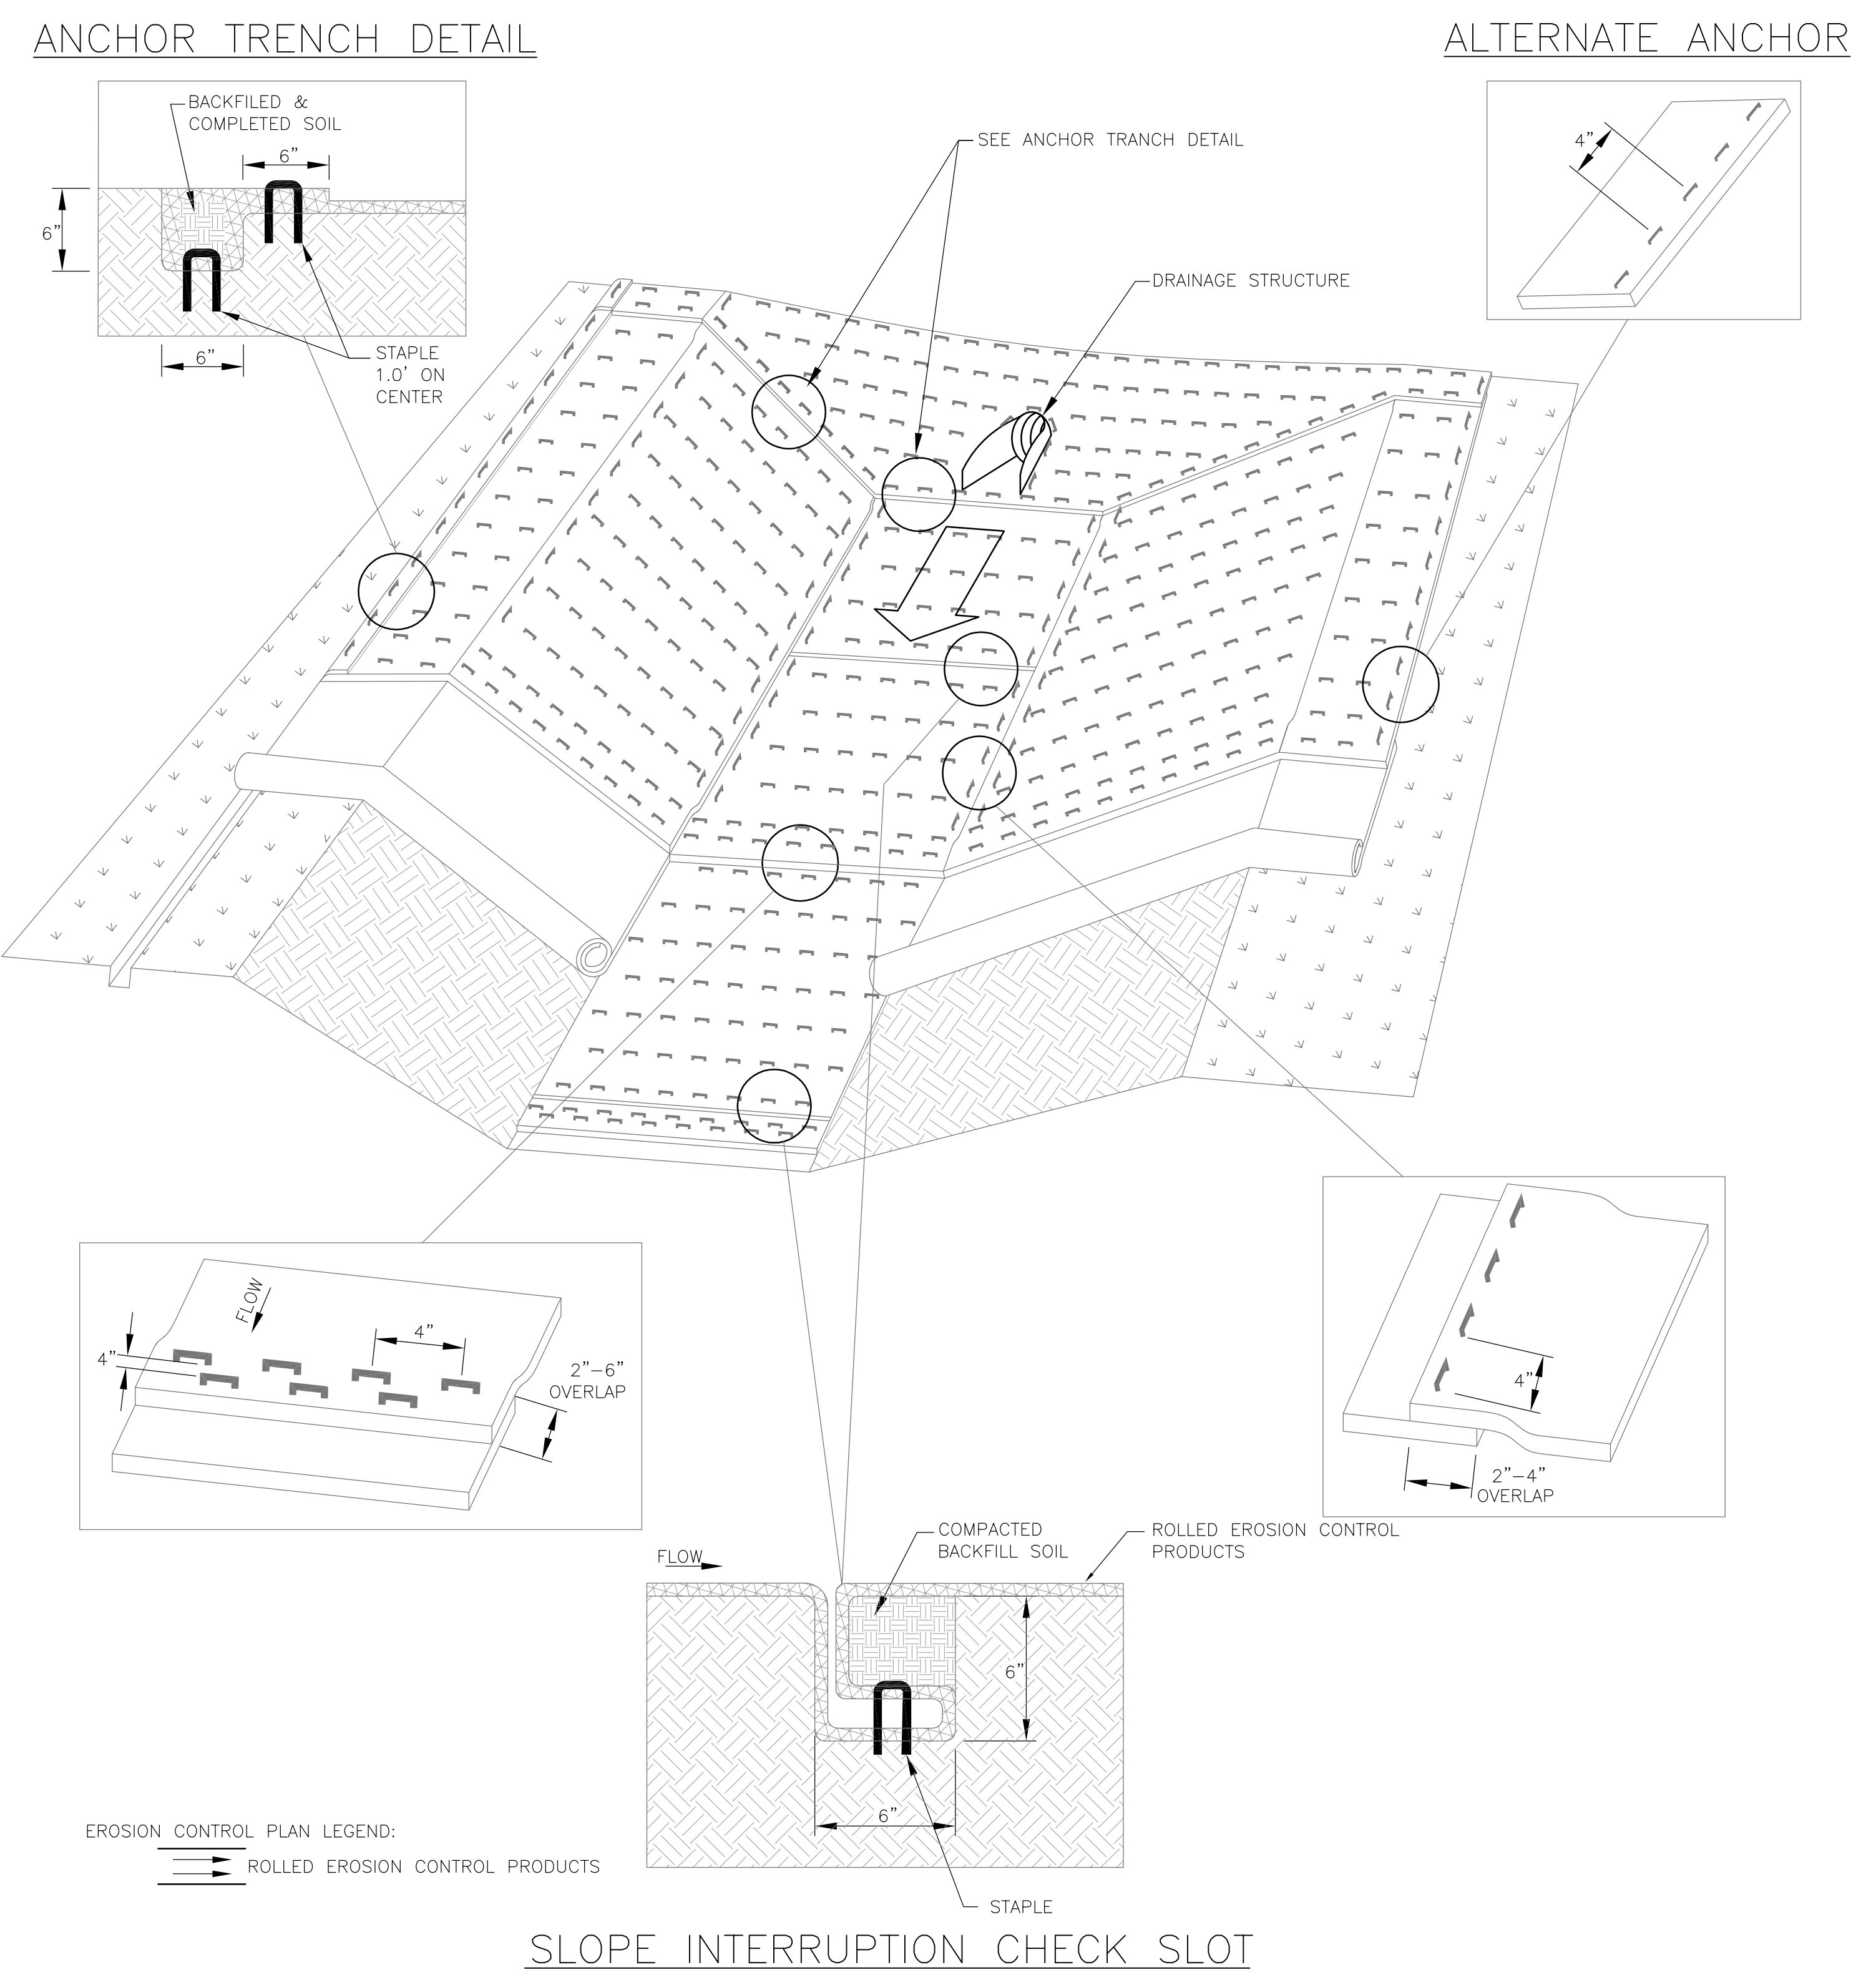 ANCHOR TRENCH DETAIL
ALTERNATE ANCHOR
BACKFILED &
COMPLETED SOIL
6”
6”
6”
STAPLE
1.0’ ON
CENTER
SEE ANCHOR TRANCH DETAIL
DRAINAGE STRUCTURE
4”
FLOW
4”
4”
2”–6”
OVERLAP
4”
2”–4”
OVERLAP
FLOW
COMPACTED
BACKFILL SOIL
ROLLED EROSION CONTROL
PRODUCTS
6”
6”
STAPLE
EROSION CONTROL PLAN LEGEND:
ROLLED EROSION CONTROL PRODUCTS
SLOPE INTERRUPTION CHECK SLOT